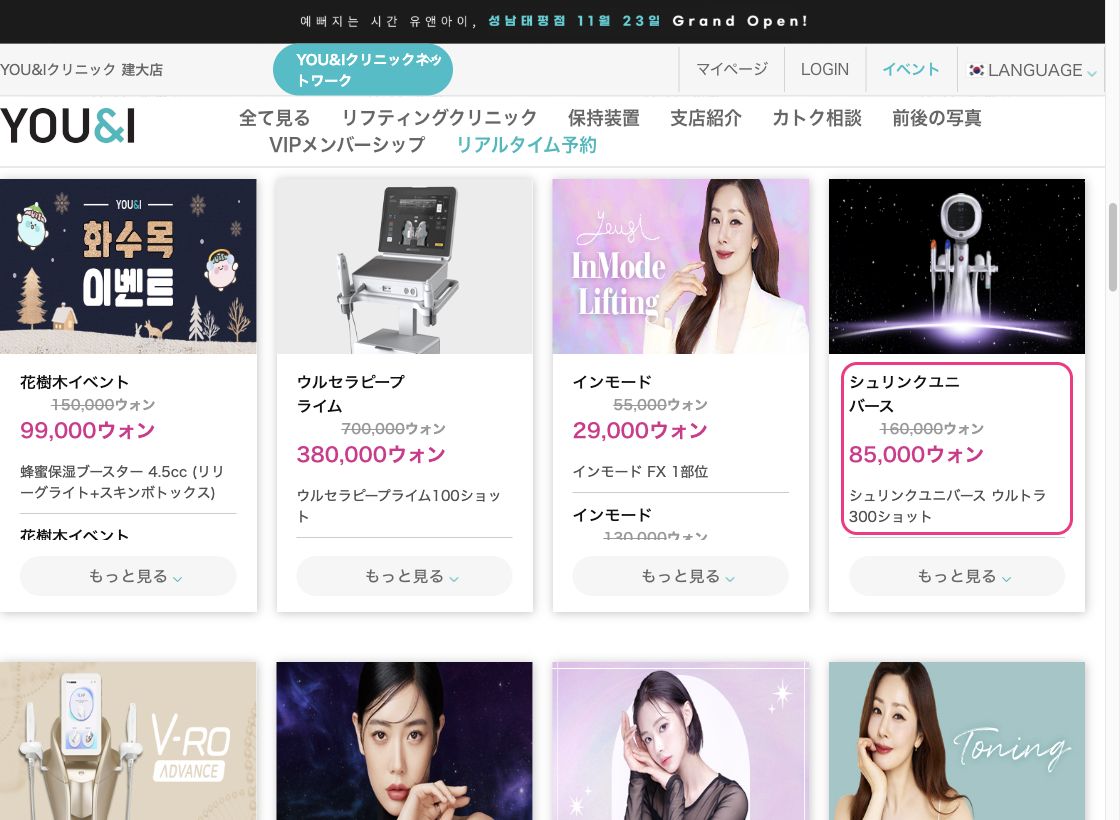 예뻐지는 시간 유앤아이, 성남태평점 11월 23일 Grand Open!
YOU&Iクリニック 建大店
YOU&Iクリニックネッ
トワーク
マイページ
LOGIN
イベント
LANGUAGE
YOU&I
全て見る リフティングクリニック 保持装置 支店紹介 カトク相談 前後の写真
VIPメンバーシップ リアルタイム予約
YOU&I
화수목
이벤트
花樹木イベント
150,000ウォン
99,000ウォン
蜂蜜保湿ブースター 4.5cc (リリ
ーグライト+スキンボトックス)
花樹木イベント
もっと見る
ウルセラピープ
ライム
700,000ウォン
380,000ウォン
ウルセラピープライム100ショッ
ト
もっと見る
Yeugi
InMode
Lifting
インモード
55,000ウォン
29,000ウォン
インモード FX 1部位
インモード
130,000ウォン
もっと見る
シュリンクユニ
バース
160,000ウォン
85,000ウォン
シュリンクユニバース ウルトラ
300ショット
もっと見る
V-RO
ADVANCE
Toning